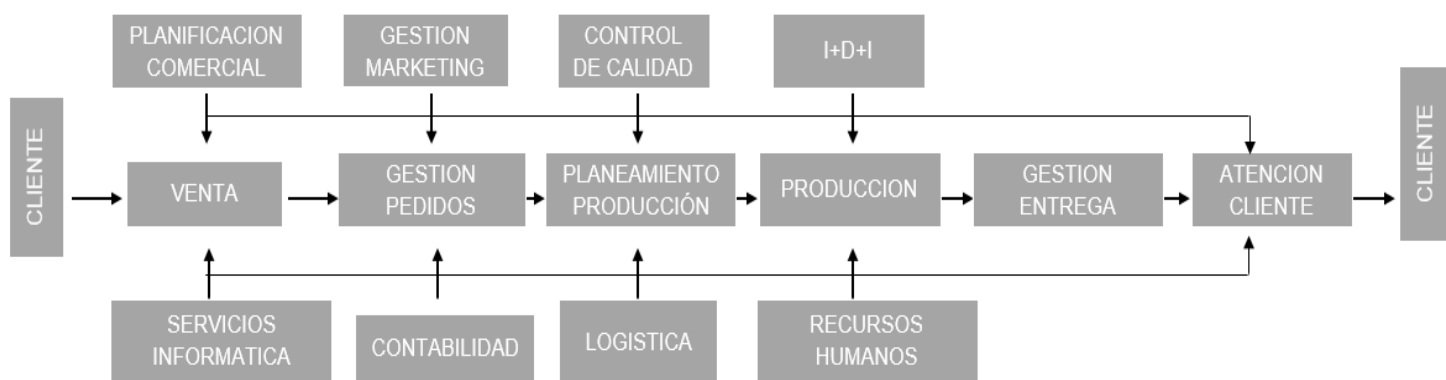 PLANIFICACION
COMERCIAL
GESTION
MARKETING
CONTROL
DE CALIDAD
I+D+I
CLIENTE
VENTA
GESTION
PEDIDOS
PLANEAMIENTO
PRODUCCIÓN
PRODUCCION
GESTION
ENTREGA
ATENCION
CLIENTE
CLIENTE
SERVICIOS
INFORMATICA
CONTABILIDAD
LOGISTICA
RECURSOS
HUMANOS